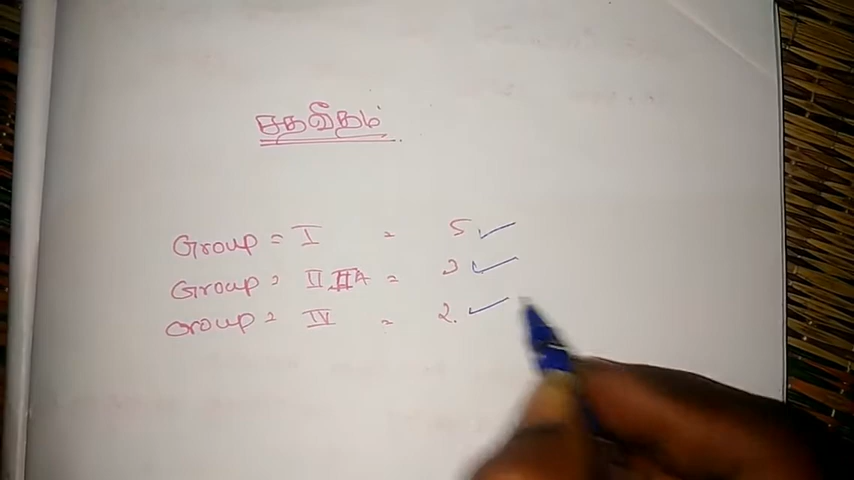 சதவீதம்
Group = I = 5
Group = II, IIA = 3
Group = IV = 2.